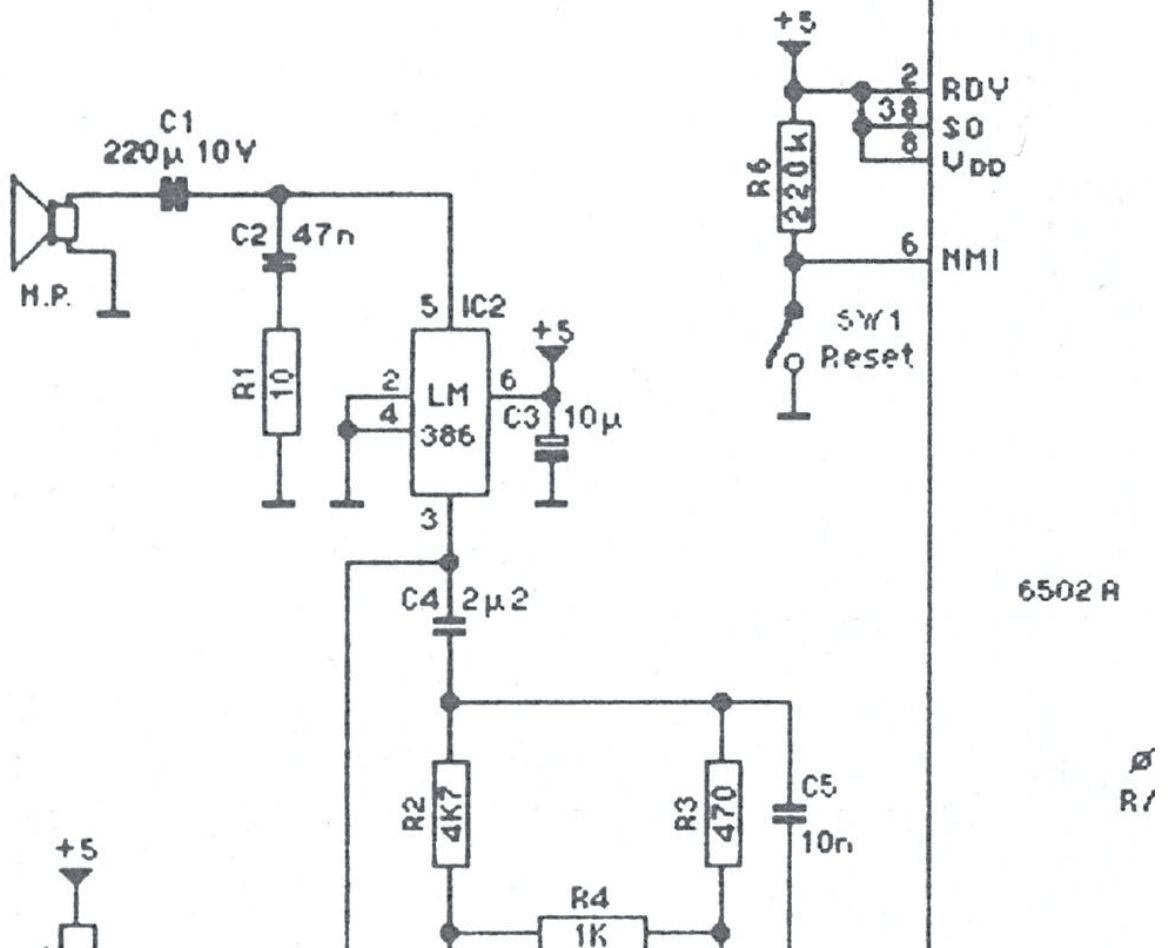 +5
2
RDY
38
SO
8
VDD
C1
220µ 10V
R6
220k
C2
47n
6
NMI
H.P.
5
IC2
SW1
Reset
+5
R1
10
2
LM
6
4
386
C3
10µ
3
6502A
C4
2µ2
R2
4K7
R3
470
C5
10n
+5
R4
1K